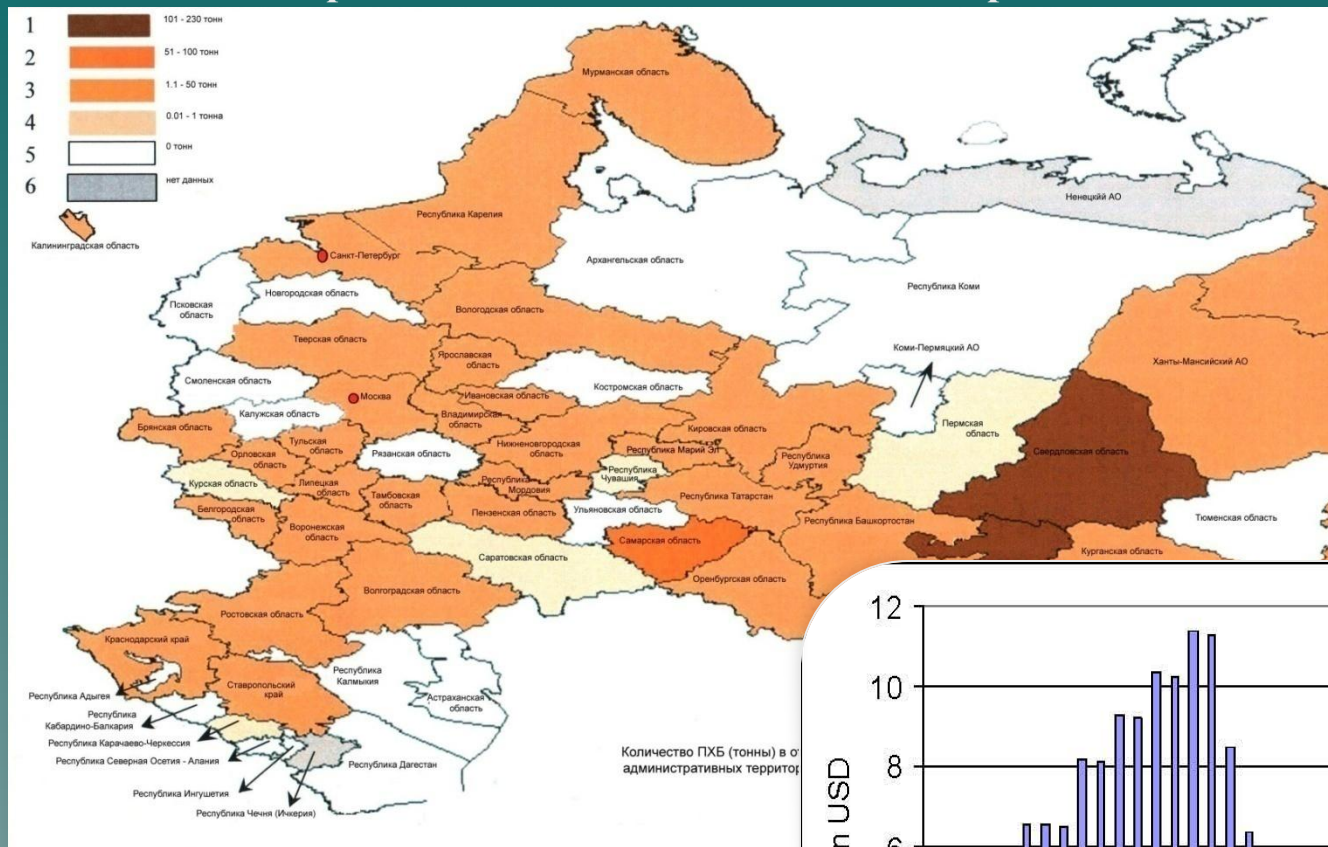 1 101 - 230 тонн
2 51 - 100 тонн
3 1.1 - 50 тонн
4 0.01 - 1 тонна
5 0 тонн
6 нет данных
Калининградская область
Мурманская область
Ненецкий АО
Республика Карелия
Санкт-Петербург
Архангельская область
Республика Коми
Псковская
область
Новгородская область
Вологодская область
Тверская область
Ярославская
область
Коми-Пермяцкий АО
Ханты-Мансийский АО
Смоленская область
Костромская область
Москва
Ивановская область
Калужская область
Владимирская
область
Брянская область
Кировская область
Пермская
область
Тульская
область
Нижненовгородская
область
Рязанская область
Республика Марий Эл
Республика
Удмуртия
Свердловская область
Орловская
область
Республика
Чувашия
Курская область
Липецкая
область
Республика
Мордовия
Тамбовская
область
Республика Татарстан
Белгородская
область
Пензенская область
Ульяновская область
Тюменская область
Воронежская
область
Республика Башкортостан
Самарская область
Курганская область
Саратовская область
Оренбургская область
Волгоградская область
Ростовская область
Краснодарский край
Республика
Калмыкия
Ставропольский
край
Астраханская
область
Республика Адыгея
Республика
Кабардино-Балкария
Республика Карачаево-Черкессия
Республика Северная Осетия - Алания
Республика Дагестан
Республика Ингушетия
Республика Чечня (Ичкерия)
Количество ПХБ (тонны) в
административных
12
10
8
6
USD